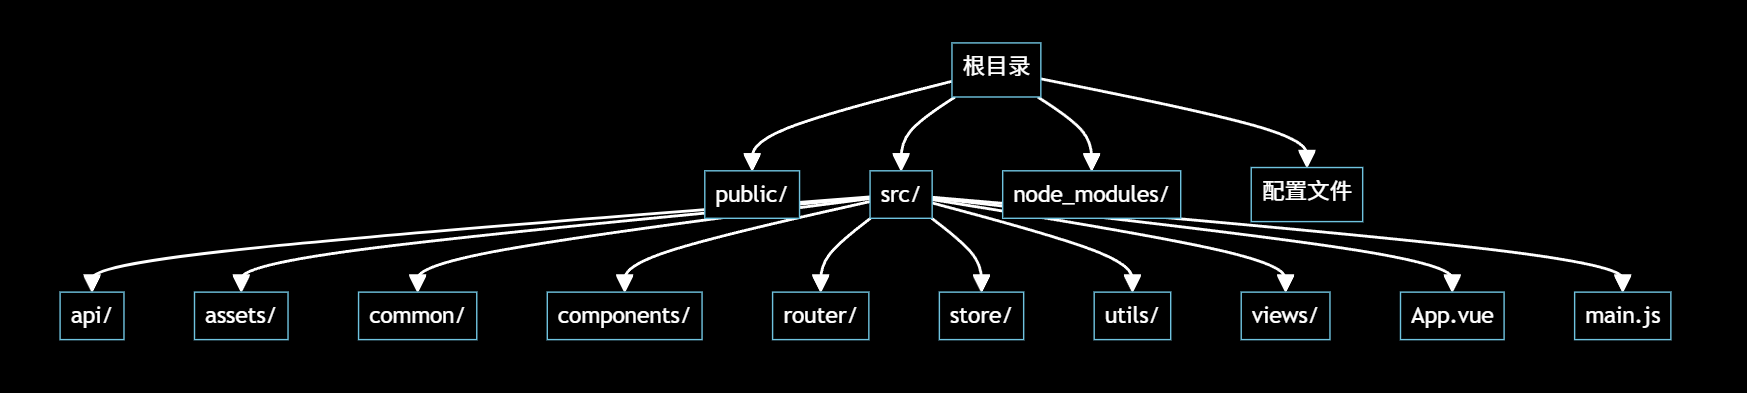 根目录
public/
src/
node_modules/
配置文件
api/
assets/
common/
components/
router/
store/
utils/
views/
App.vue
main.js